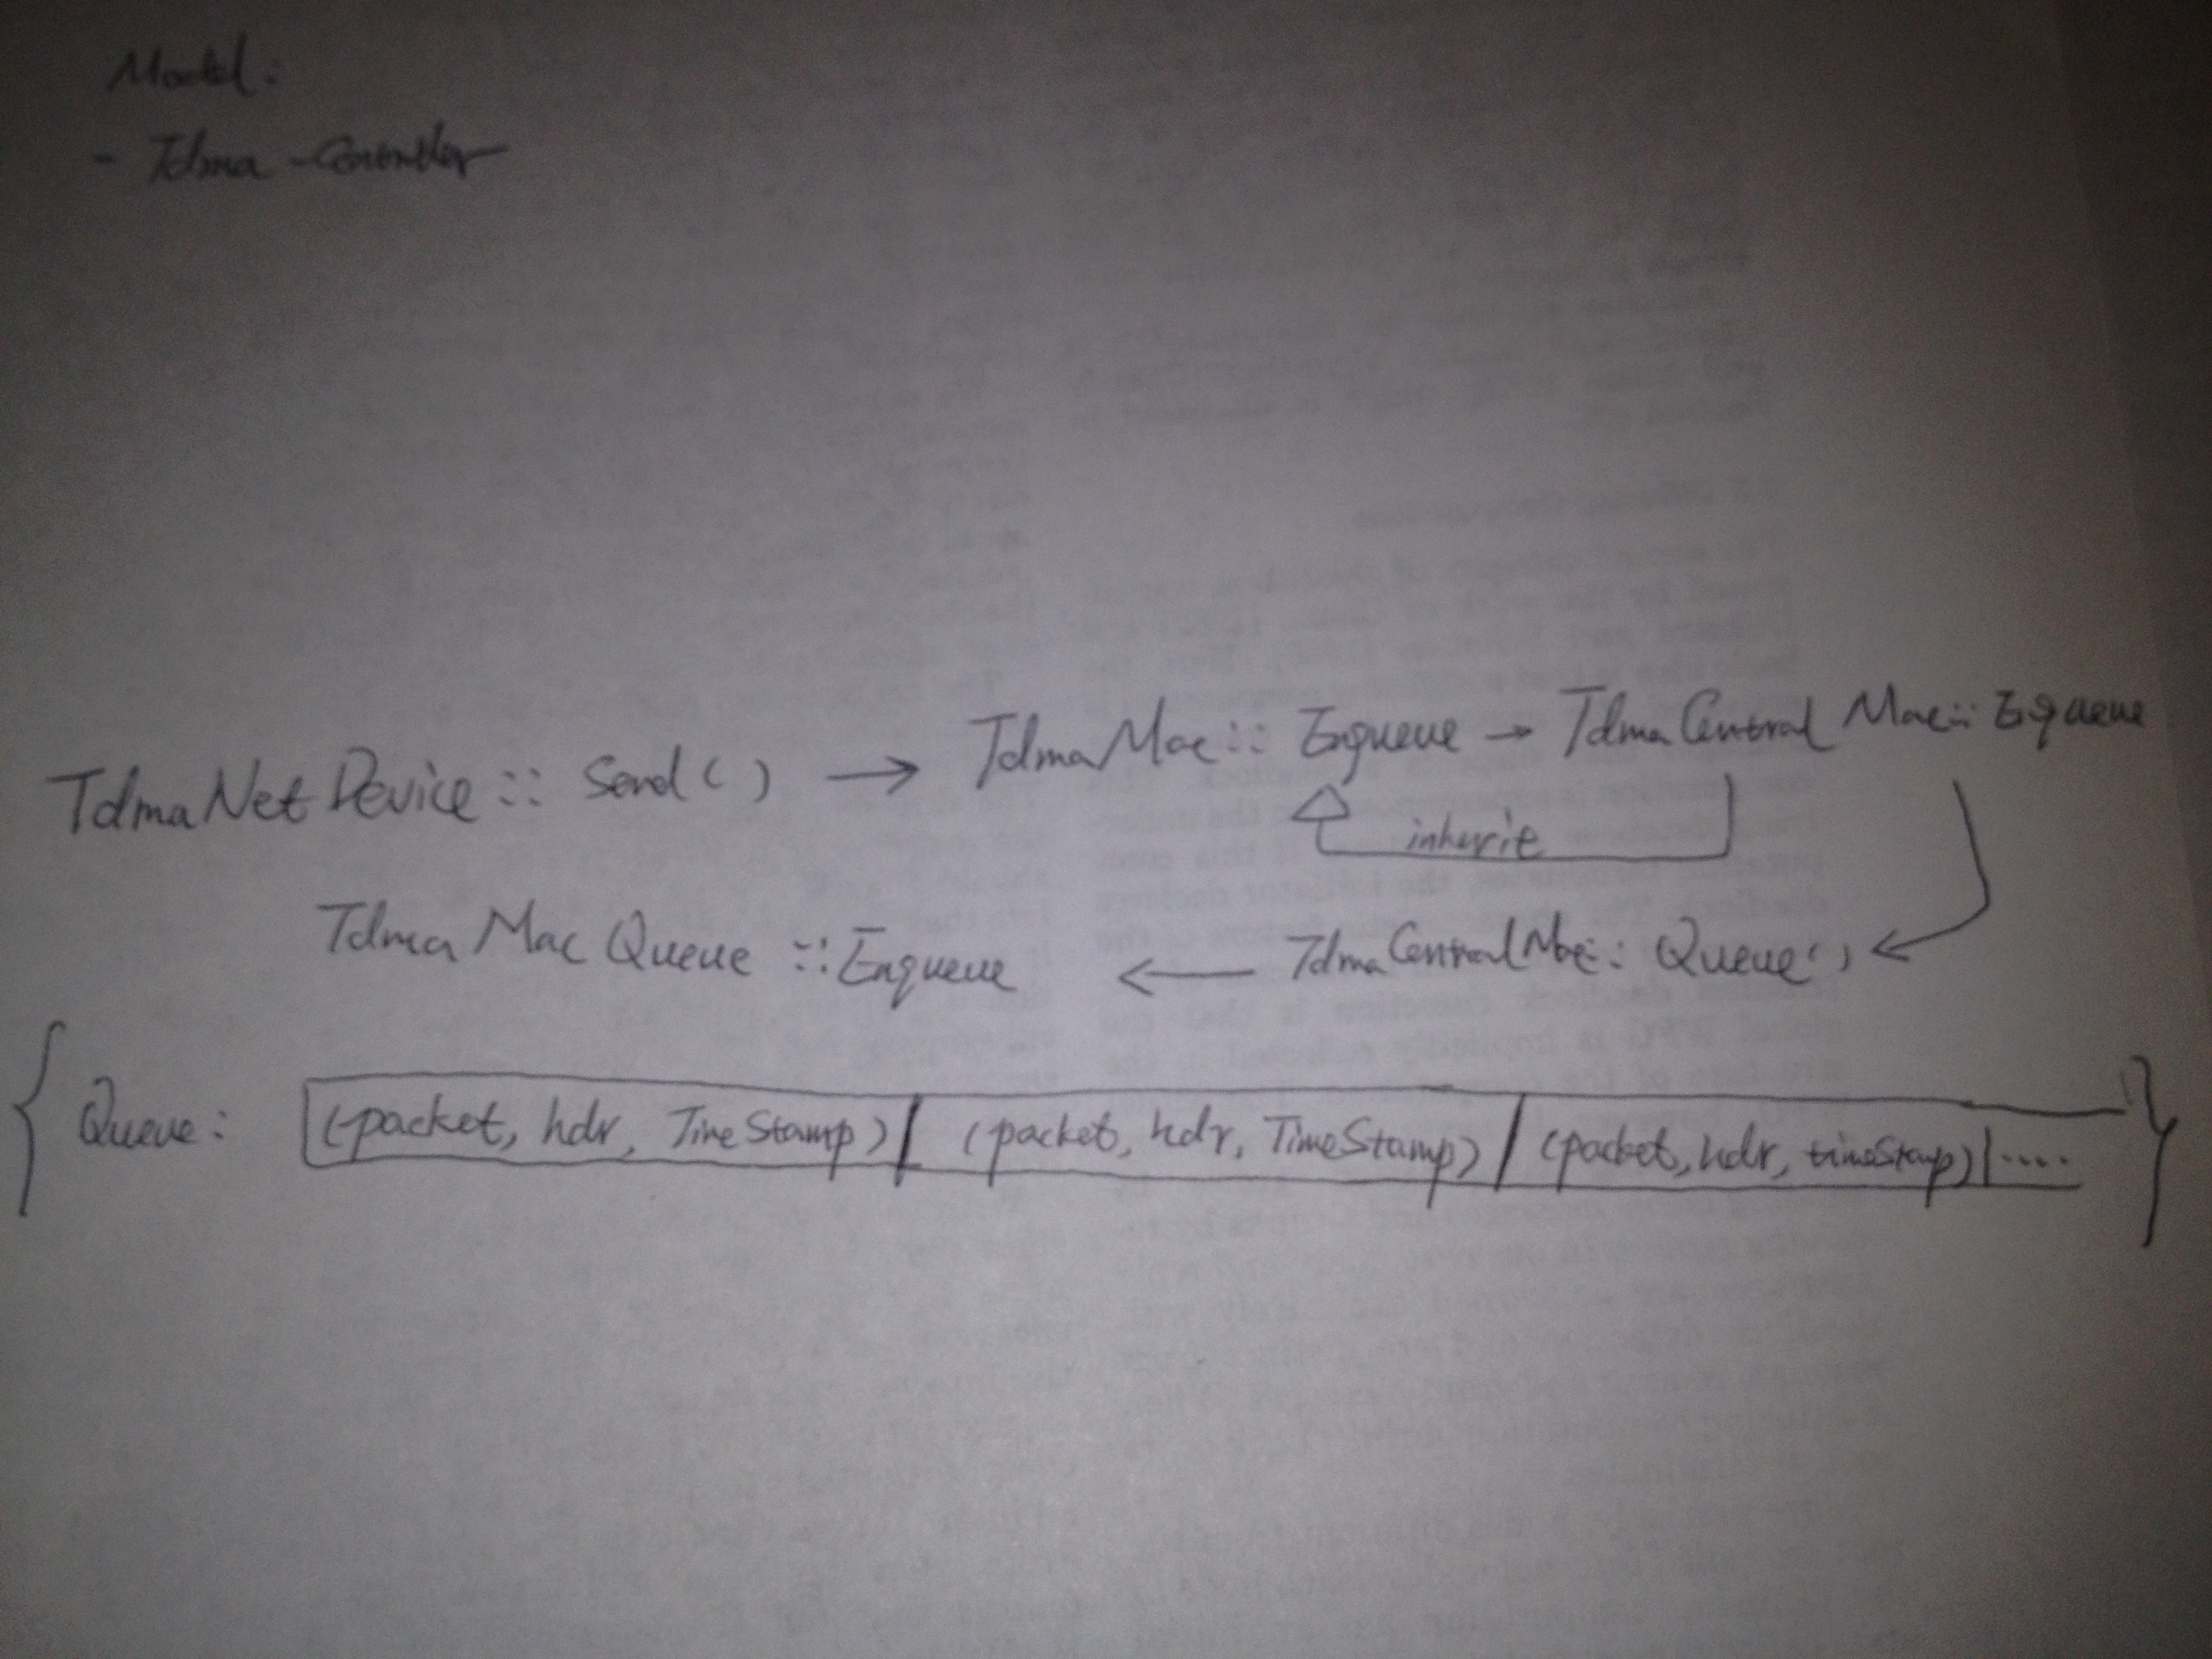 Model:
- Tdma-Controller
TdmaNetDevice :: Send() → TdmaMac :: Enqueue → TdmaCentralMac :: Enqueue
inherit
TdmaMacQueue :: Enqueue ← TdmaCentralMac :: Queue() ←
{ Queue: (packet, hdr, TimeStamp) | (packet, hdr, TimeStamp) | (packet, hdr, timeStamp) | .... }